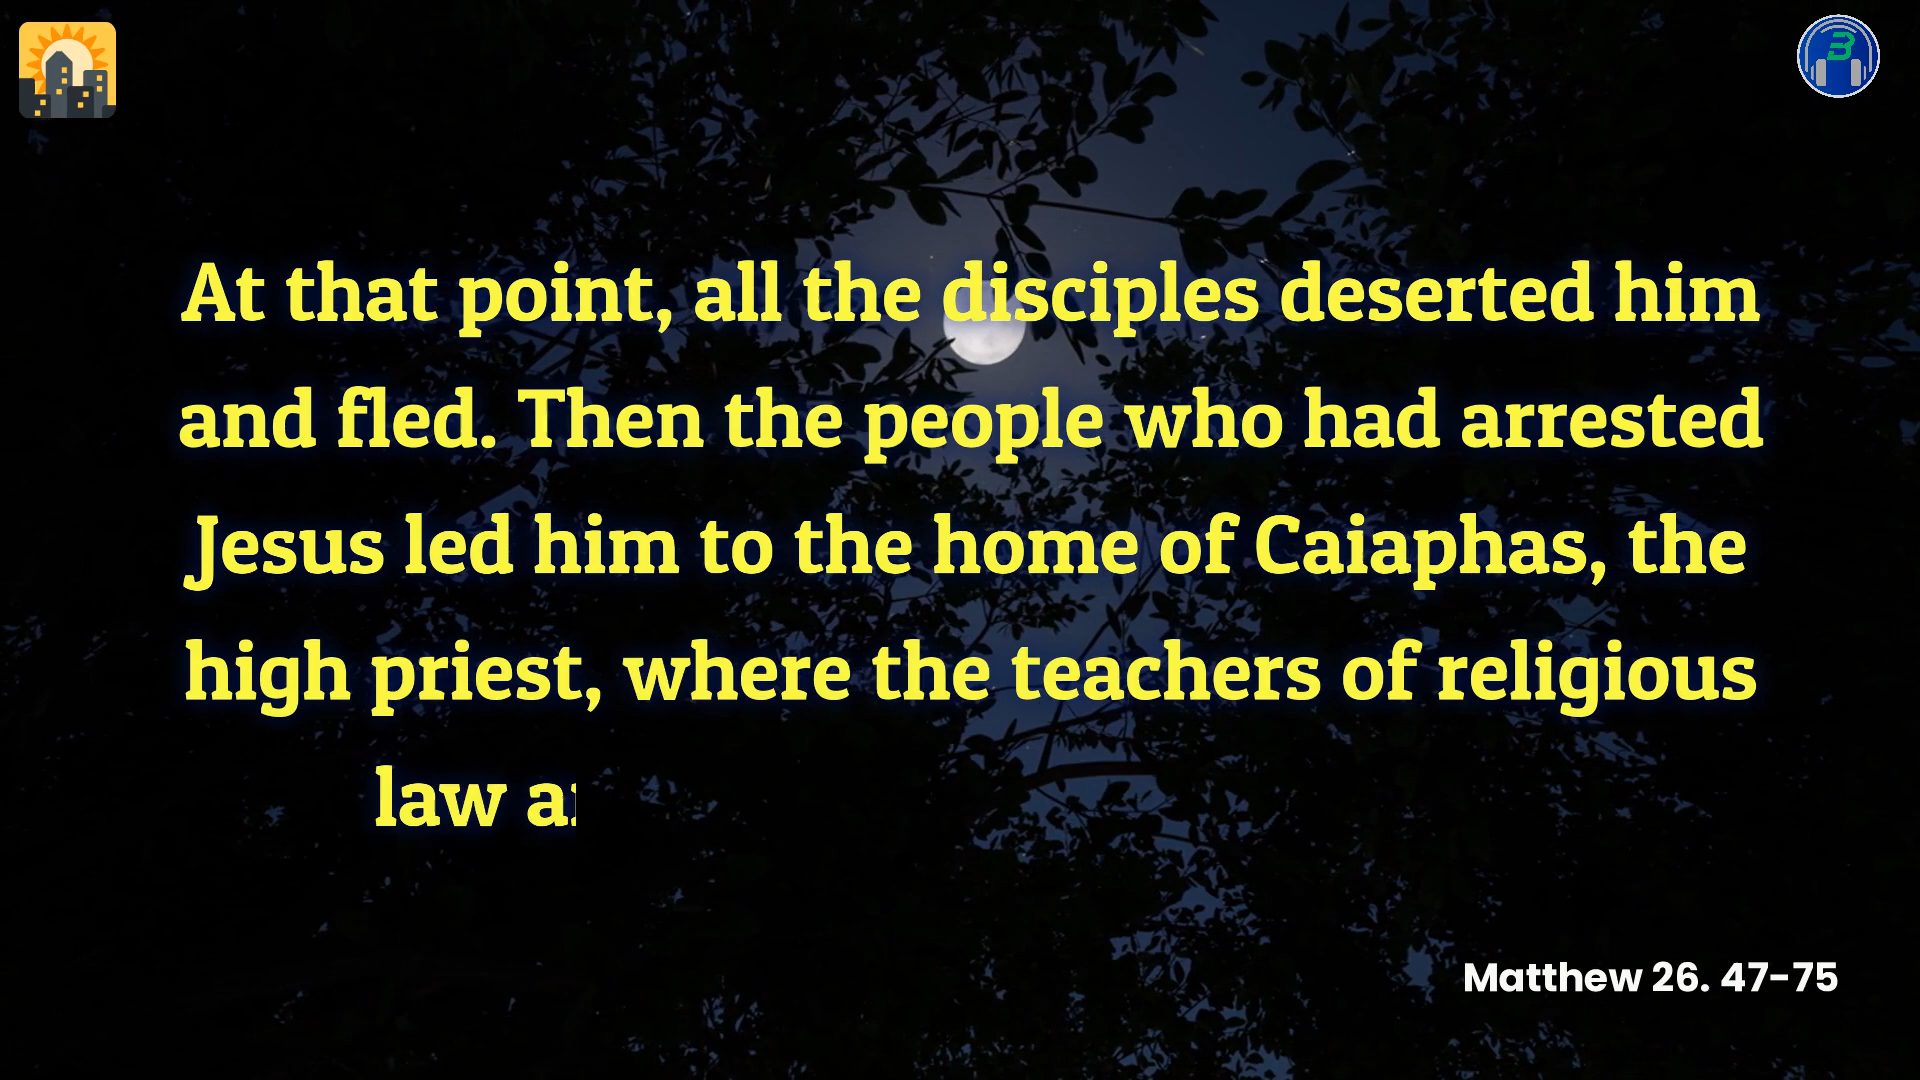 At that point, all the disciples deserted him
and fled. Then the people who had arrested
Jesus led him to the home of Caiaphas, the
high priest, where the teachers of religious
law
Matthew 26. 47-75